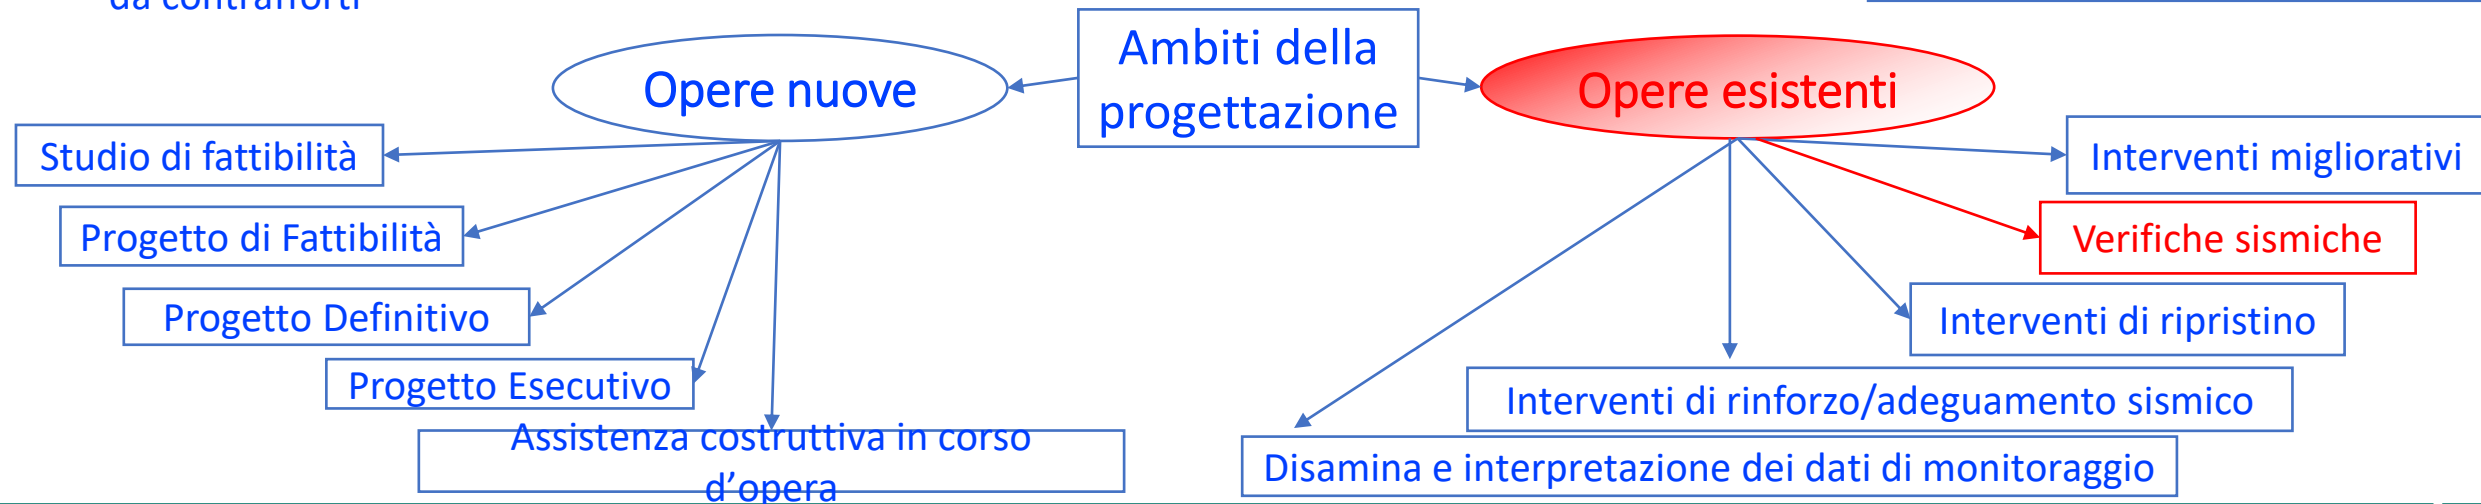 da contrafforti
Ambiti della
progettazione
Opere nuove
Opere esistenti
Studio di fattibilità
Progetto di Fattibilità
Progetto Definitivo
Progetto Esecutivo
Assistenza costruttiva in corso
d’opera
Interventi migliorativi
Verifiche sismiche
Interventi di ripristino
Interventi di rinforzo/adeguamento sismico
Disamina e interpretazione dei dati di monitoraggio